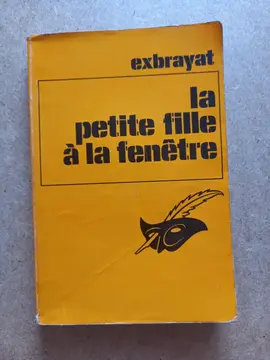 exbrayat
la
petite fille
à la fenêtre